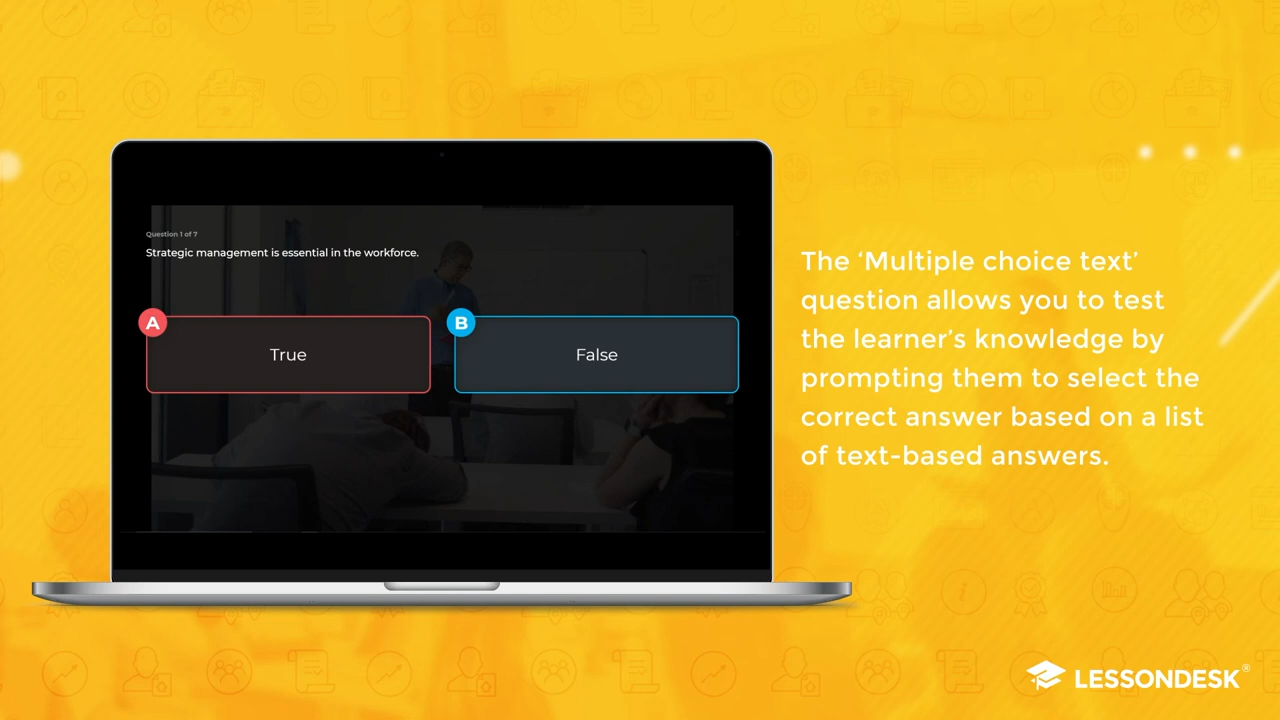 Question 1 of 7
Strategic management is essential in the workforce.
A
True
B
False
The ‘Multiple choice text’
question allows you to test
the learner’s knowledge by
prompting them to select the
correct answer based on a list
of text-based answers.
LESSONDESK®